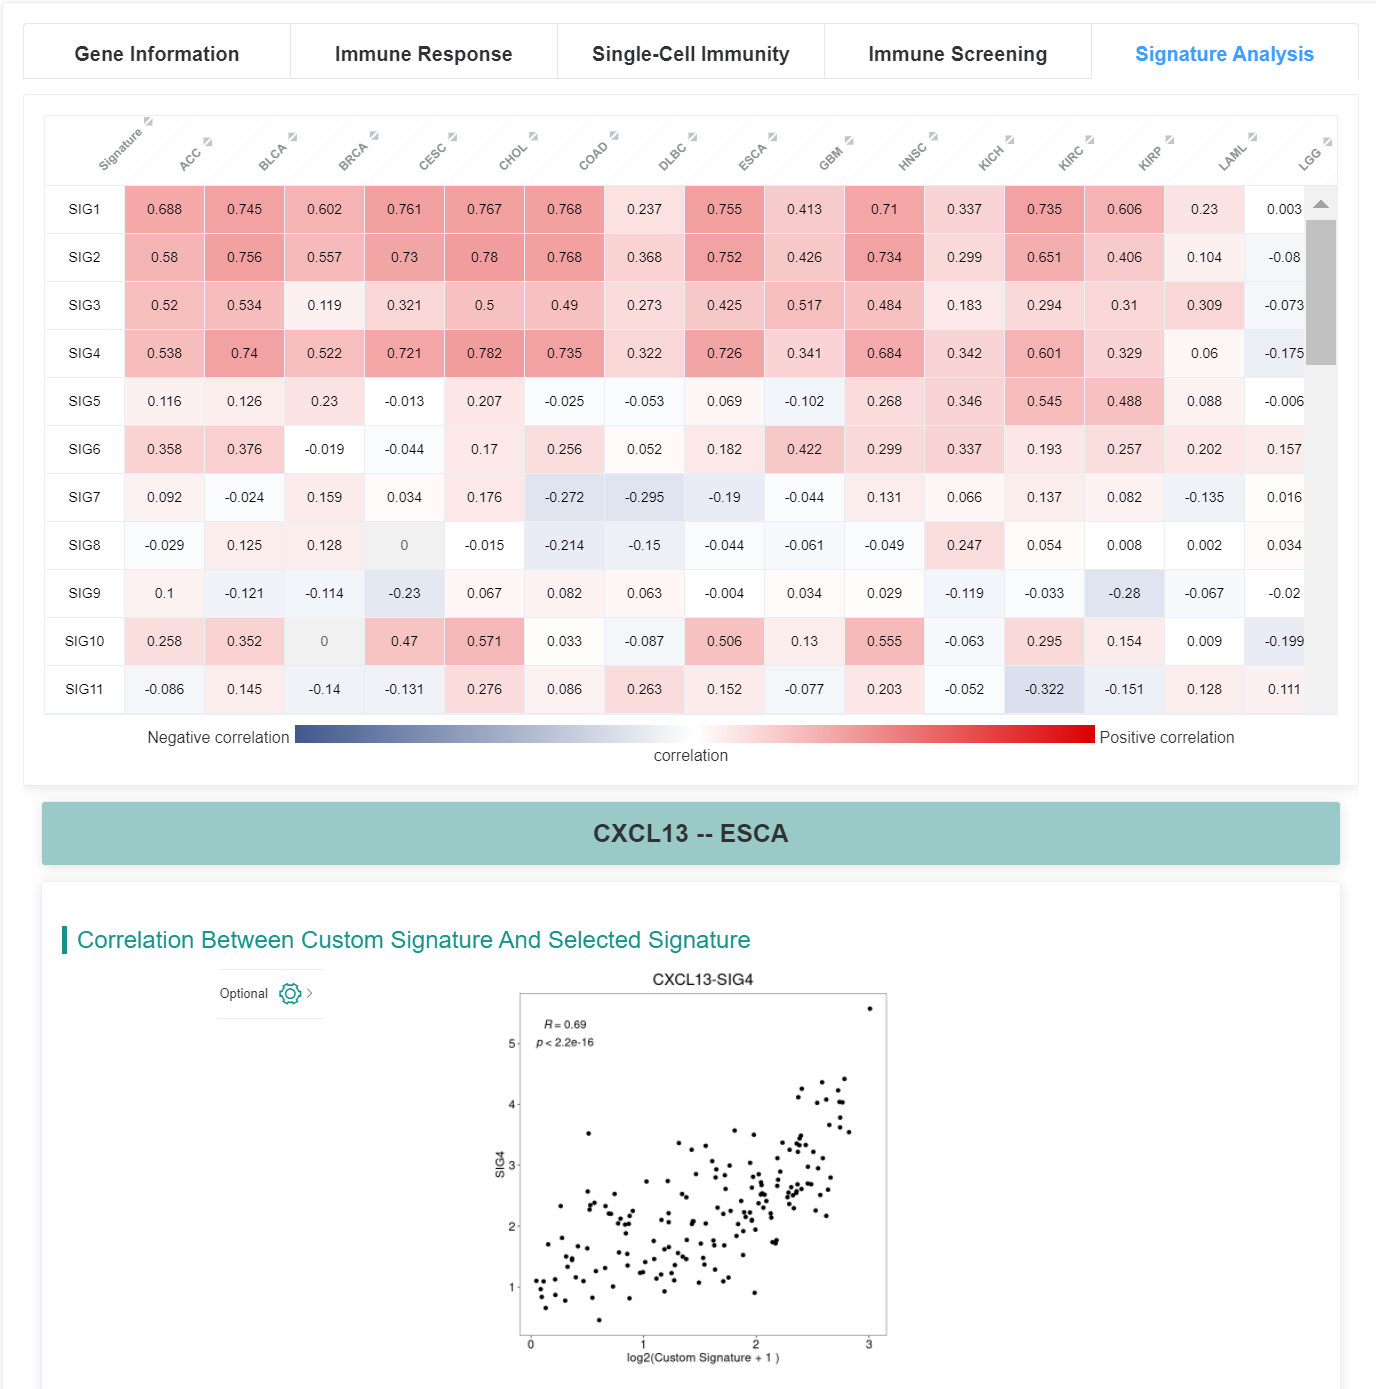 Gene Information Immune Response Single-Cell Immunity Immune Screening Signature Analysis
Signature ACC BLCA BRCA CESC CHOL COAD DLBC ESCA GBM HNSC KICH KIRC KIRP LAML LGG
SIG1 0.688 0.745 0.602 0.761 0.767 0.768 0.237 0.755 0.413 0.71 0.337 0.735 0.606 0.23 0.003
SIG2 0.58 0.756 0.557 0.73 0.78 0.768 0.368 0.752 0.426 0.734 0.299 0.651 0.406 0.104 -0.08
SIG3 0.52 0.534 0.119 0.321 0.5 0.49 0.273 0.425 0.517 0.484 0.183 0.294 0.31 0.309 -0.073
SIG4 0.538 0.74 0.522 0.721 0.782 0.735 0.322 0.726 0.341 0.684 0.342 0.601 0.329 0.06 -0.175
SIG5 0.116 0.126 0.23 -0.013 0.207 -0.025 -0.053 0.069 -0.102 0.268 0.346 0.545 0.488 0.088 -0.006
SIG6 0.358 0.376 -0.019 -0.044 0.17 0.256 0.052 0.182 0.422 0.299 0.337 0.193 0.257 0.202 0.157
SIG7 0.092 -0.024 0.159 0.034 0.176 -0.272 -0.295 -0.19 -0.044 0.131 0.066 0.137 0.082 -0.135 0.016
SIG8 -0.029 0.125 0.128 0 -0.015 -0.214 -0.15 -0.044 -0.061 -0.049 0.247 0.054 0.008 0.002 0.034
SIG9 0.1 -0.121 -0.114 -0.23 0.067 0.082 0.063 -0.004 0.034 0.029 -0.119 -0.033 -0.28 -0.067 -0.02
SIG10 0.258 0.352 0 0.47 0.571 0.033 -0.087 0.506 0.13 0.555 -0.063 0.295 0.154 0.009 -0.199
SIG11 -0.086 0.145 -0.14 -0.131 0.276 0.086 0.263 0.152 -0.077 0.203 -0.052 -0.322 -0.151 0.128 0.111
Negative correlation Positive correlation
correlation
CXCL13 -- ESCA
Correlation Between Custom Signature And Selected Signature
Optional
CXCL13-SIG4
R = 0.69
p < 2.2e-16
5
4
3
2
1
SIG4
0 1 2 3
log2(Custom Signature + 1 )